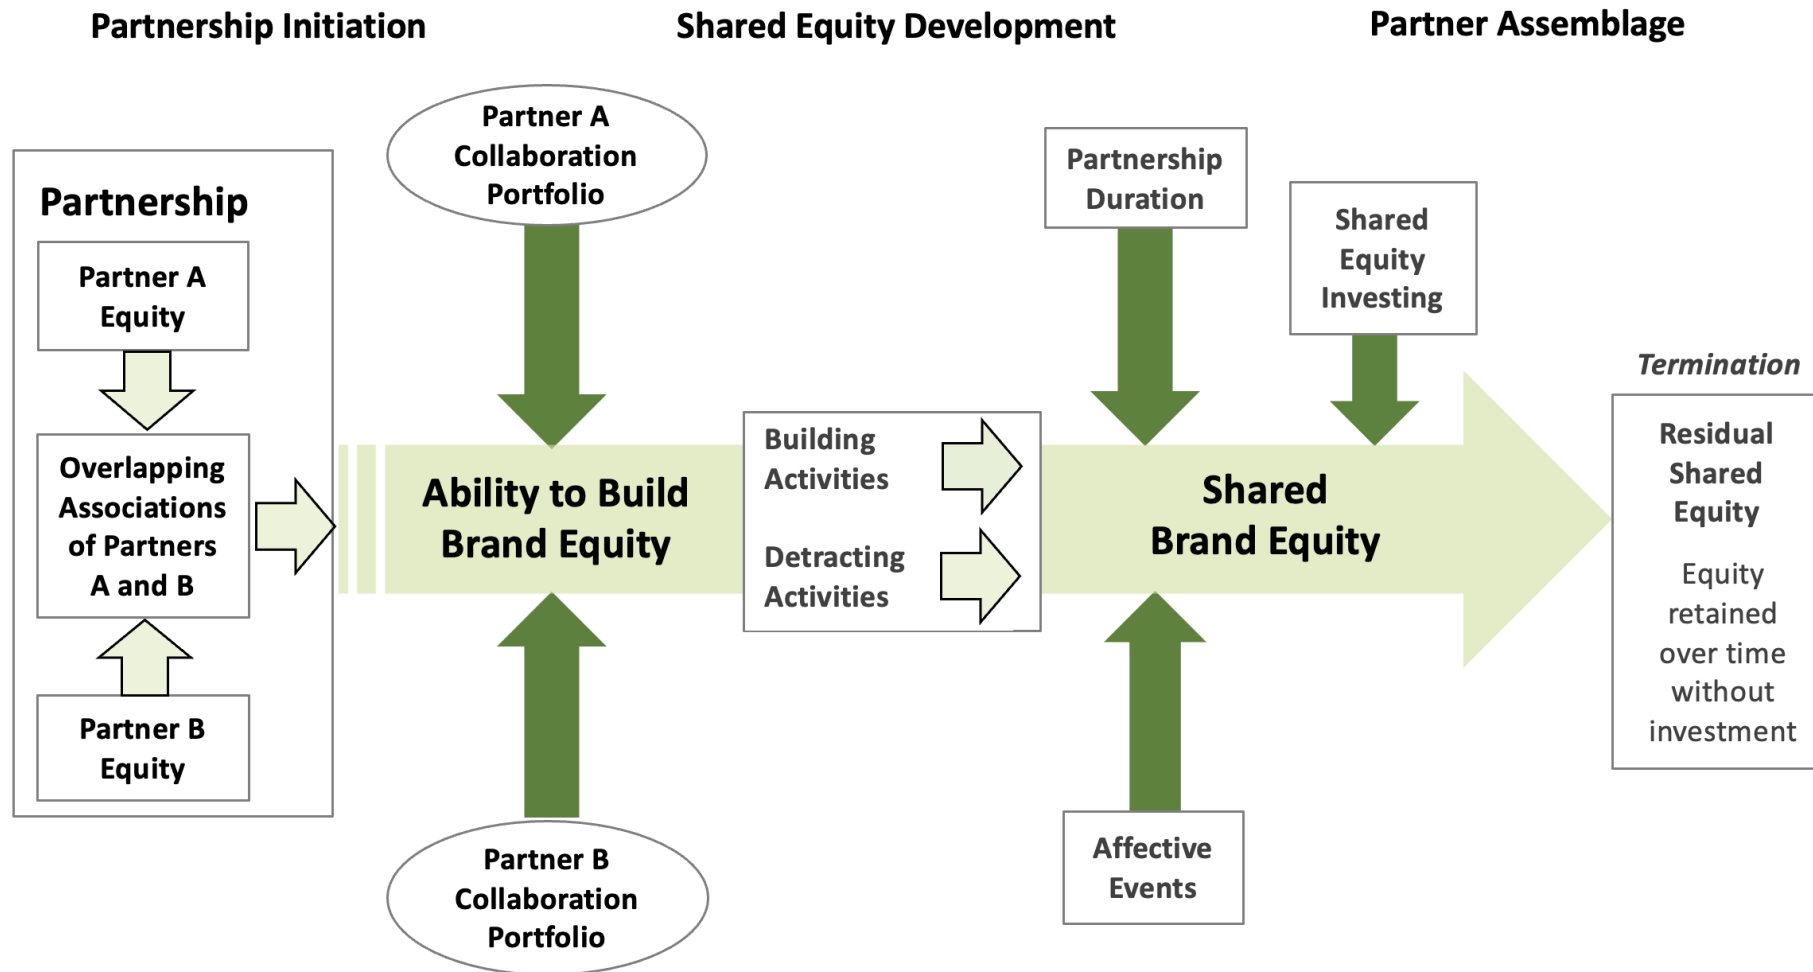 Partnership Initiation
Shared Equity Development
Partner Assemblage
Partnership
Partner A
Equity
Overlapping
Associations
of Partners
A and B
Partner B
Equity
Partner A
Collaboration
Portfolio
Ability to Build
Brand Equity
Partner B
Collaboration
Portfolio
Building
Activities
Detracting
Activities
Partnership
Duration
Shared
Equity
Investing
Shared
Brand Equity
Affective
Events
Termination
Residual
Shared
Equity
Equity
retained
over time
without
investment